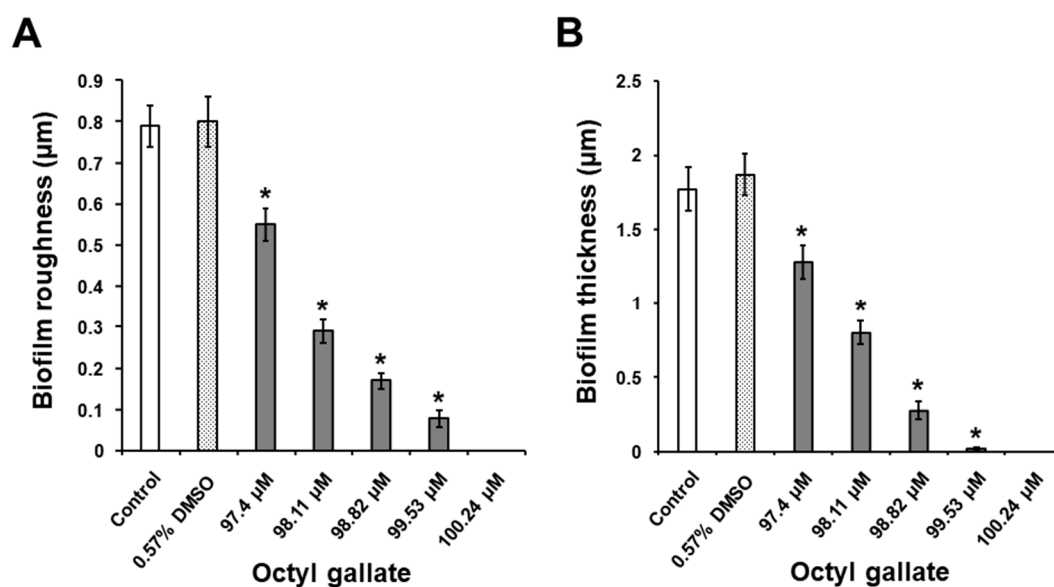 A
Biofilm roughness (µm)
0.9
0.8
0.7
0.6
0.5
0.4
0.3
0.2
0.1
0
*
*
*
*
Control
0.57% DMSO
97.4 µM
98.11 µM
98.82 µM
99.53 µM
100.24 µM
Octyl gallate
B
Biofilm thickness (µm)
2.5
2
1.5
1
0.5
0
*
*
*
*
Control
0.57% DMSO
97.4 µM
98.11 µM
98.82 µM
99.53 µM
100.24 µM
Octyl gallate